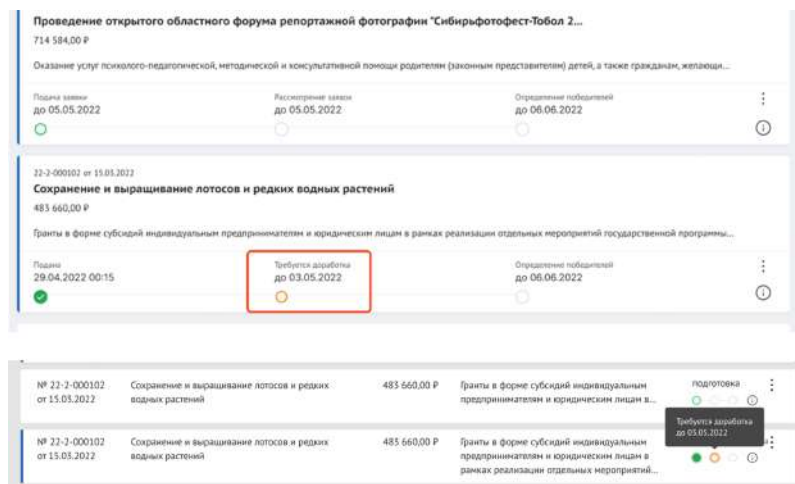 Проведение открытого областного форума репортажной фотографии "Сибирьфотофест-Тобол 2...
714 584,00 ₽
Оказание услуг психолого-педагогической, методической и консультативной помощи родителям (законным представителям) детей, а также гражданам, желающи...
Подача заявки
Рассмотрение заявок
Определение победителей
до 05.05.2022
до 05.05.2022
до 06.06.2022
22-2-000102 от 15.03.2022
Сохранение и выращивание лотосов и редких водных растений
483 660,00 ₽
Гранты в форме субсидий индивидуальным предпринимателям и юридическим лицам в рамках реализации отдельных мероприятий государственной программы...
Подана
Требуется доработка
Определение победителей
29.04.2022 00:15
до 03.05.2022
до 06.06.2022
№ 22-2-000102
Сохранение и выращивание лотосов и редких
483 660,00 ₽
Гранты в форме субсидий индивидуальным
подготовка
от 15.03.2022
водных растений
предпринимателям и юридическим лицам в...
Требуется доработка
до 03.05.2022
№ 22-2-000102
Сохранение и выращивание лотосов и редких
483 660,00 ₽
Гранты в форме субсидий индивидуальным
от 15.03.2022
водных растений
предпринимателям и юридическим лицам в
рамках реализации отдельных мероприятий...